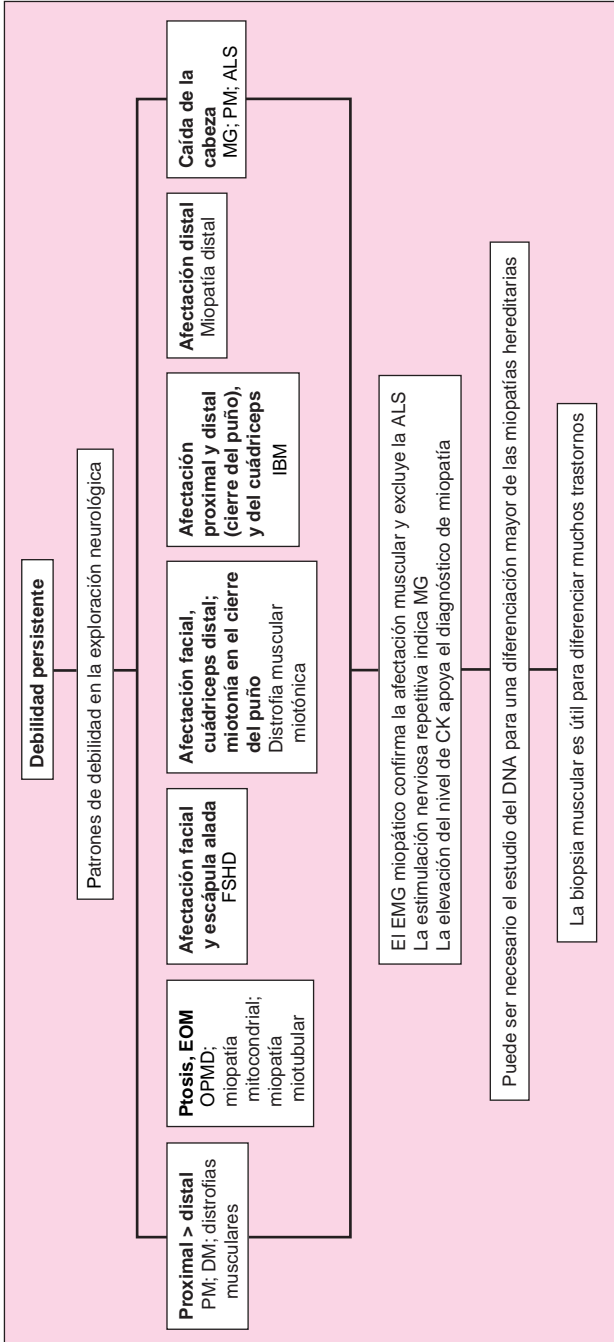 Debilidad persistente
Patrones de debilidad en la exploración neurológica
Proximal > distal
PM; DM; distrofias
musculares
Ptosis, EOM
OPMD;
miopatía
mitocondrial;
miopatía
miotubular
Afectación facial
y escápula alada
FSHD
Afectación facial,
cuádriceps distal;
miotonía en el cierre
del puño
Distrofia muscular
miotónica
Afectación
proximal y distal
(cierre del puño),
y del cuádriceps
IBM
Afectación distal
Miopatía distal
Caída de la
cabeza
MG; PM; ALS
El EMG miopático confirma la afectación muscular y excluye la ALS
La estimulación nerviosa repetitiva indica MG
La elevación del nivel de CK apoya el diagnóstico de miopatía
Puede ser necesario el estudio del DNA para una diferenciación mayor de las miopatías hereditarias
La biopsia muscular es útil para diferenciar muchos trastornos